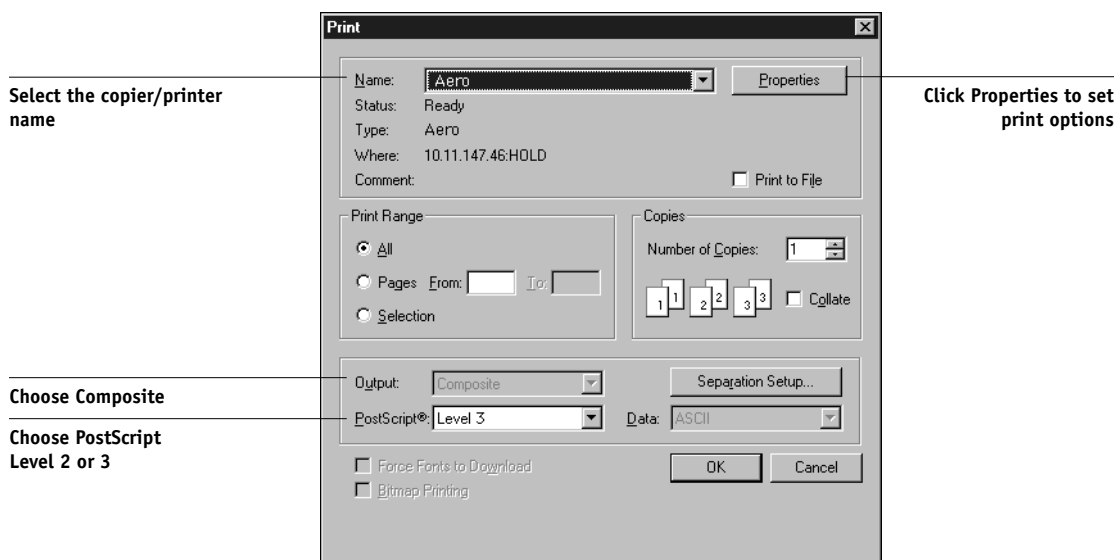 Print
Name: Aero Properties
Select the copier/printer
name
Click Properties to set
print options
Status: Ready
Type: Aero
Where: 10.11.147.46:HOLD
Comment: Print to File
Print Range
All
Pages From: To:
Selection
Copies
Number of Copies: 1
1 1 2 2 3 3 Collate
Choose Composite
Output: Composite Separation Setup...
Choose PostScript
Level 2 or 3
PostScript®: Level 3 Data: ASCII
Force Fonts to Download
Bitmap Printing
OK Cancel